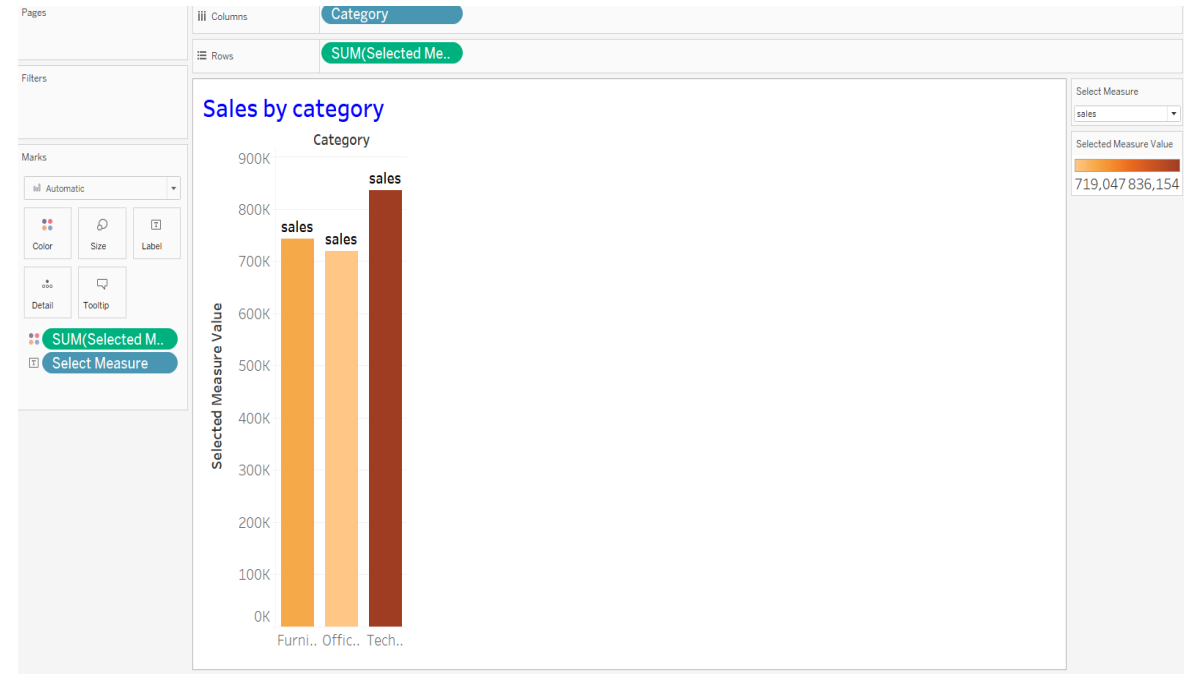 Pages
Columns
Category
Rows
SUM(Selected Me..
Filters
Marks
Automatic
Color
Size
Label
Detail
Tooltip
SUM(Selected M..
Select Measure
Sales by category
Category
900K
800K
700K
600K
500K
400K
300K
200K
100K
0K
Selected Measure Value
sales
sales
sales
Furni.. Offic.. Tech..
Select Measure
sales
Selected Measure Value
719,047 836,154